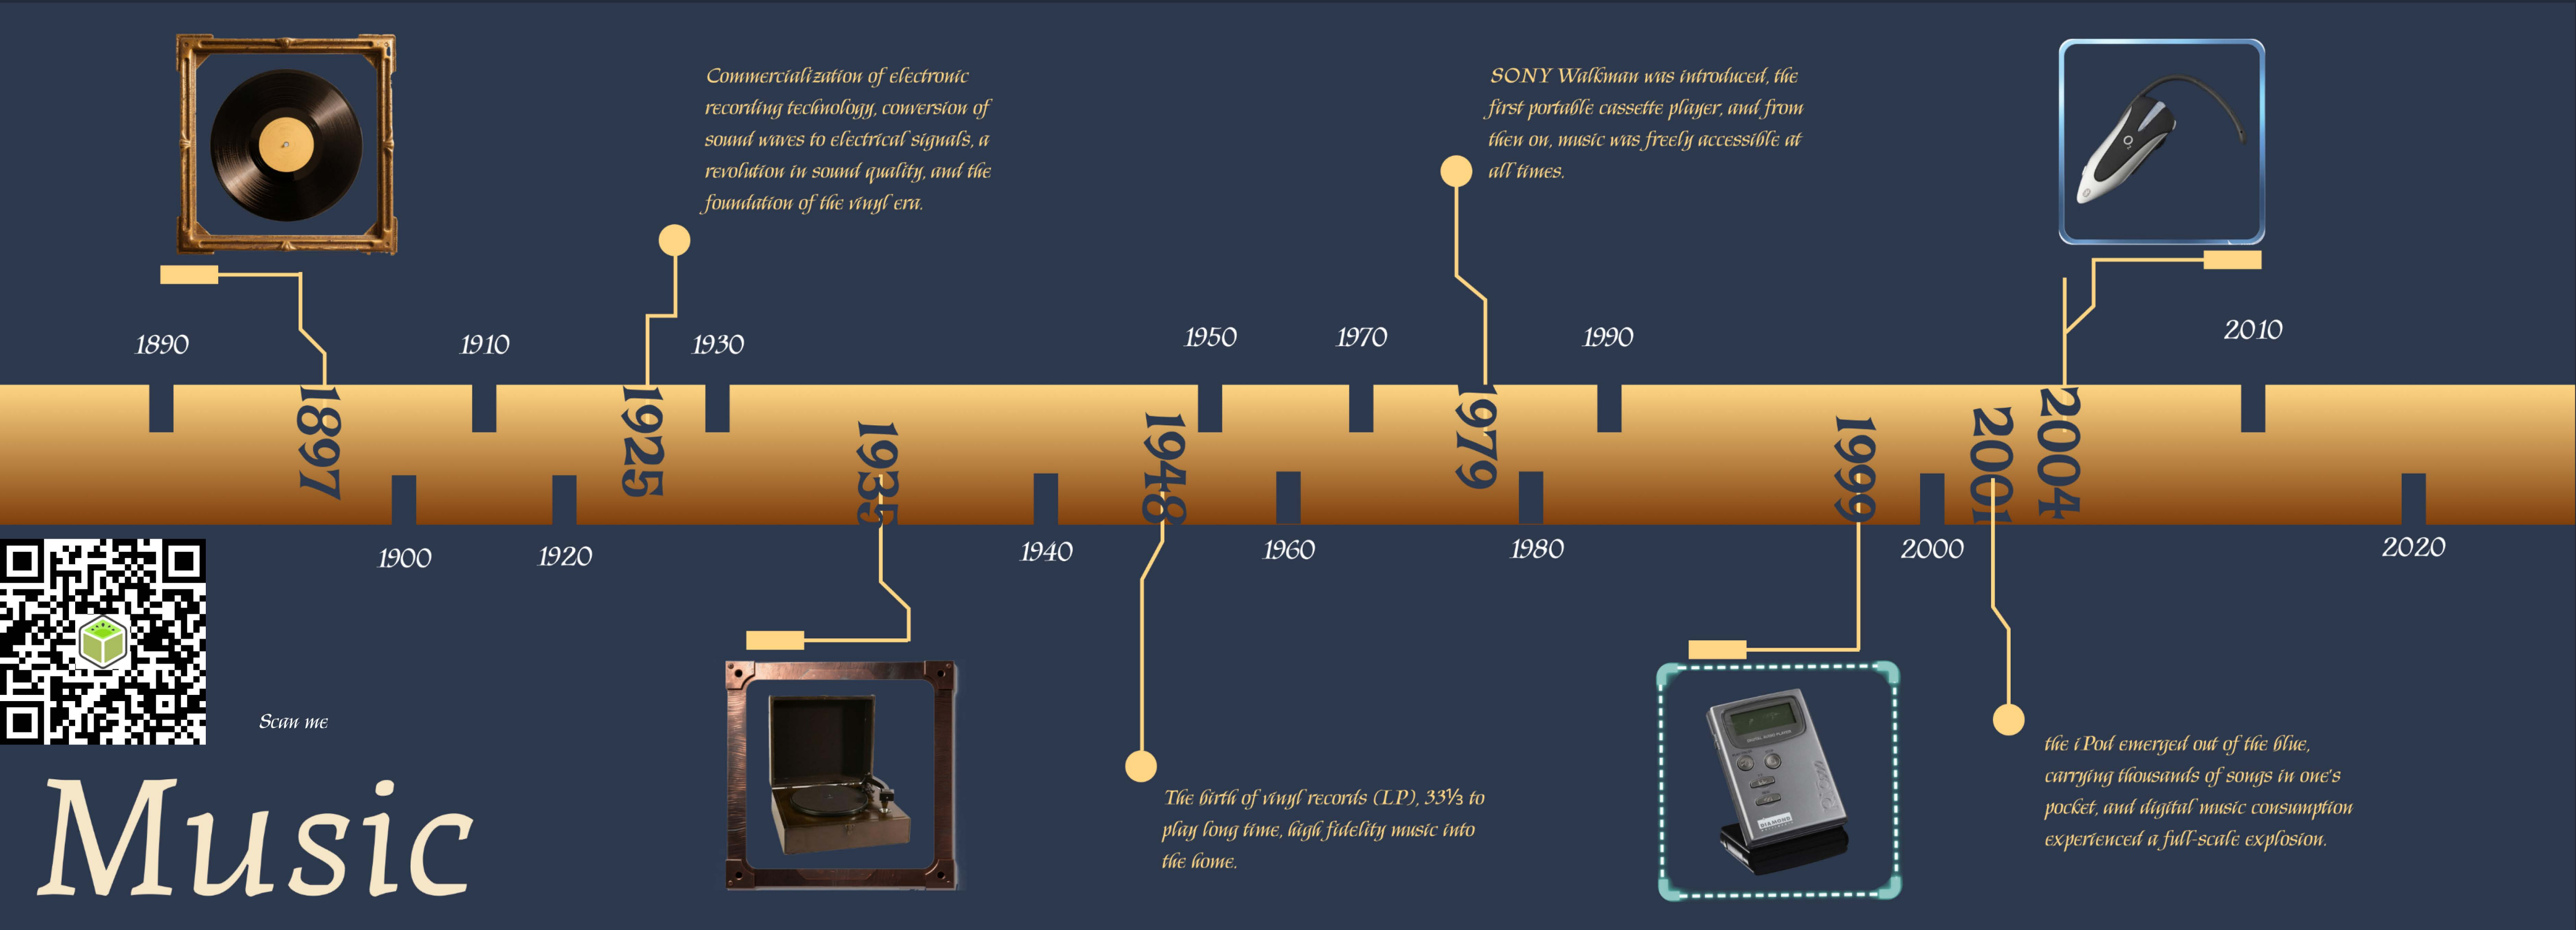 Commercialization of electronic
recording technology, conversion of
sound waves to electrical signals, a
revolution in sound quality, and the
foundation of the vinyl era.
SONY Walkman was introduced, the
first portable cassette player, and from
then on, music was freely accessible at
all times.
1890
1910
1930
1950
1970
1990
2010
1897
1925
1935
1948
1979
1999
2001
2004
1900
1920
1940
1960
1980
2000
2020
Scan me
Music
The birth of vinyl records (LP), 33⅓ to
play long time, high fidelity music into
the home.
DIGITAL AUDIO PLAYER
DIAMOND
the iPod emerged out of the blue,
carrying thousands of songs in one's
pocket, and digital music consumption
experienced a full-scale explosion.